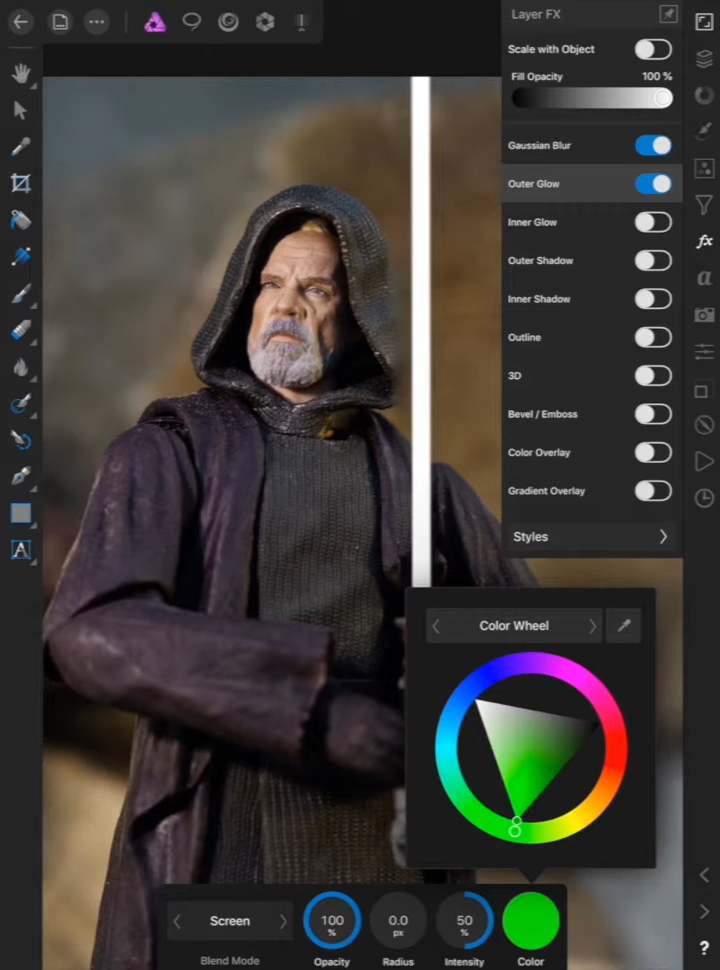 Layer FX
Scale with Object
Fill Opacity 100 %
Gaussian Blur
Outer Glow
Inner Glow
Outer Shadow
Inner Shadow
Outline
3D
Bevel / Emboss
Color Overlay
Gradient Overlay
Styles
Color Wheel
fx
a
A
Screen
100
%
0.0
px
50
%
Blend Mode
Opacity
Radius
Intensity
Color
?